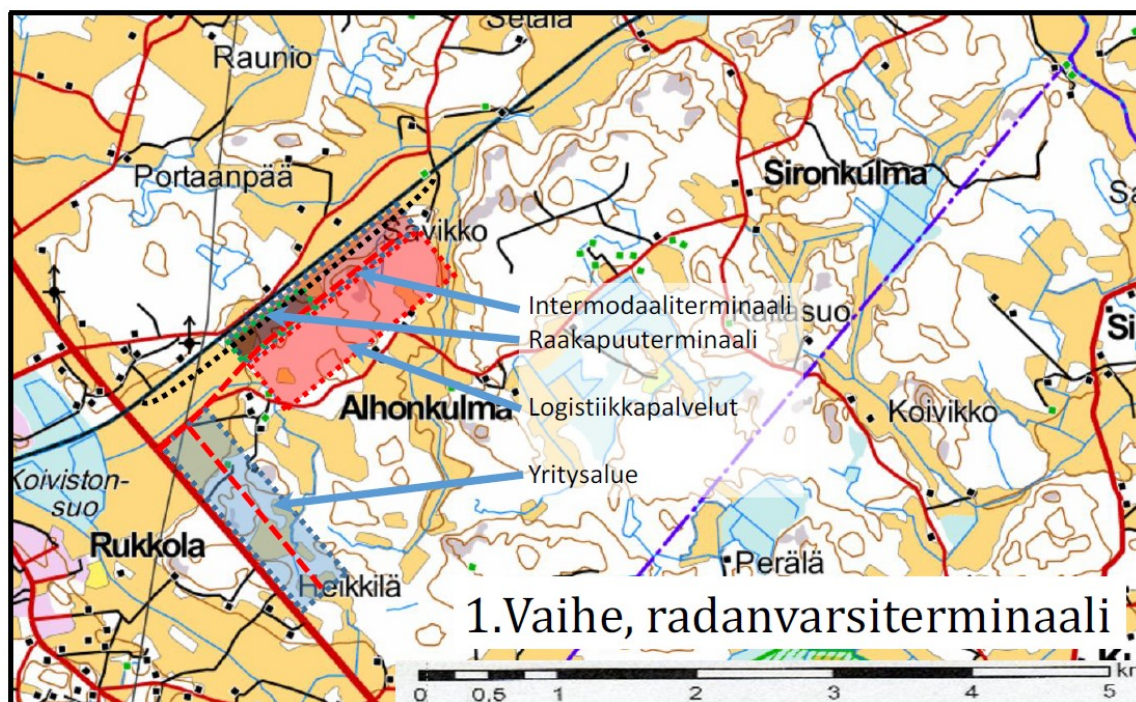 Setälä
Raunio
Portaanpää
Sironkulma
Savikko
Intermodaaliterminaali
Raakapuuterminaali
Logistiikkapalvelut
Alhonkulma
Koivikko
Yritysalue
Koiviston-
suo
Rukkola
Heikkilä
Perälä
1.Vaihe, radanvarsiterminaali
km
0 0,5 1 2 3 4 5